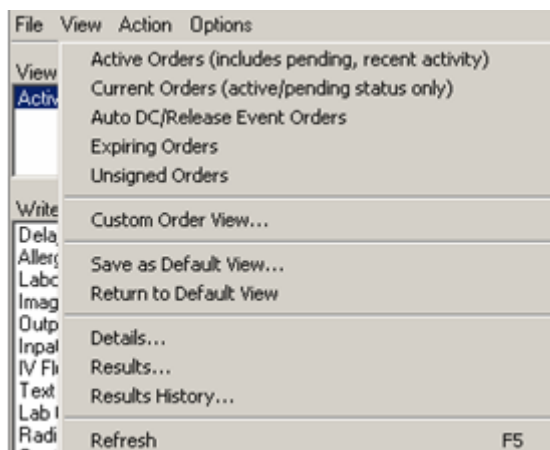 File View Action Options
View
Active Orders (includes pending, recent activity)
Current Orders (active/pending status only)
Auto DC/Release Event Orders
Expiring Orders
Unsigned Orders
Custom Order View...
Save as Default View...
Return to Default View
Details...
Results...
Results History...
Refresh F5
Activ
Write
Dela
Allerg
Labo
Imag
Outp
Inpat
IV Fl
Text
Lab
Radi